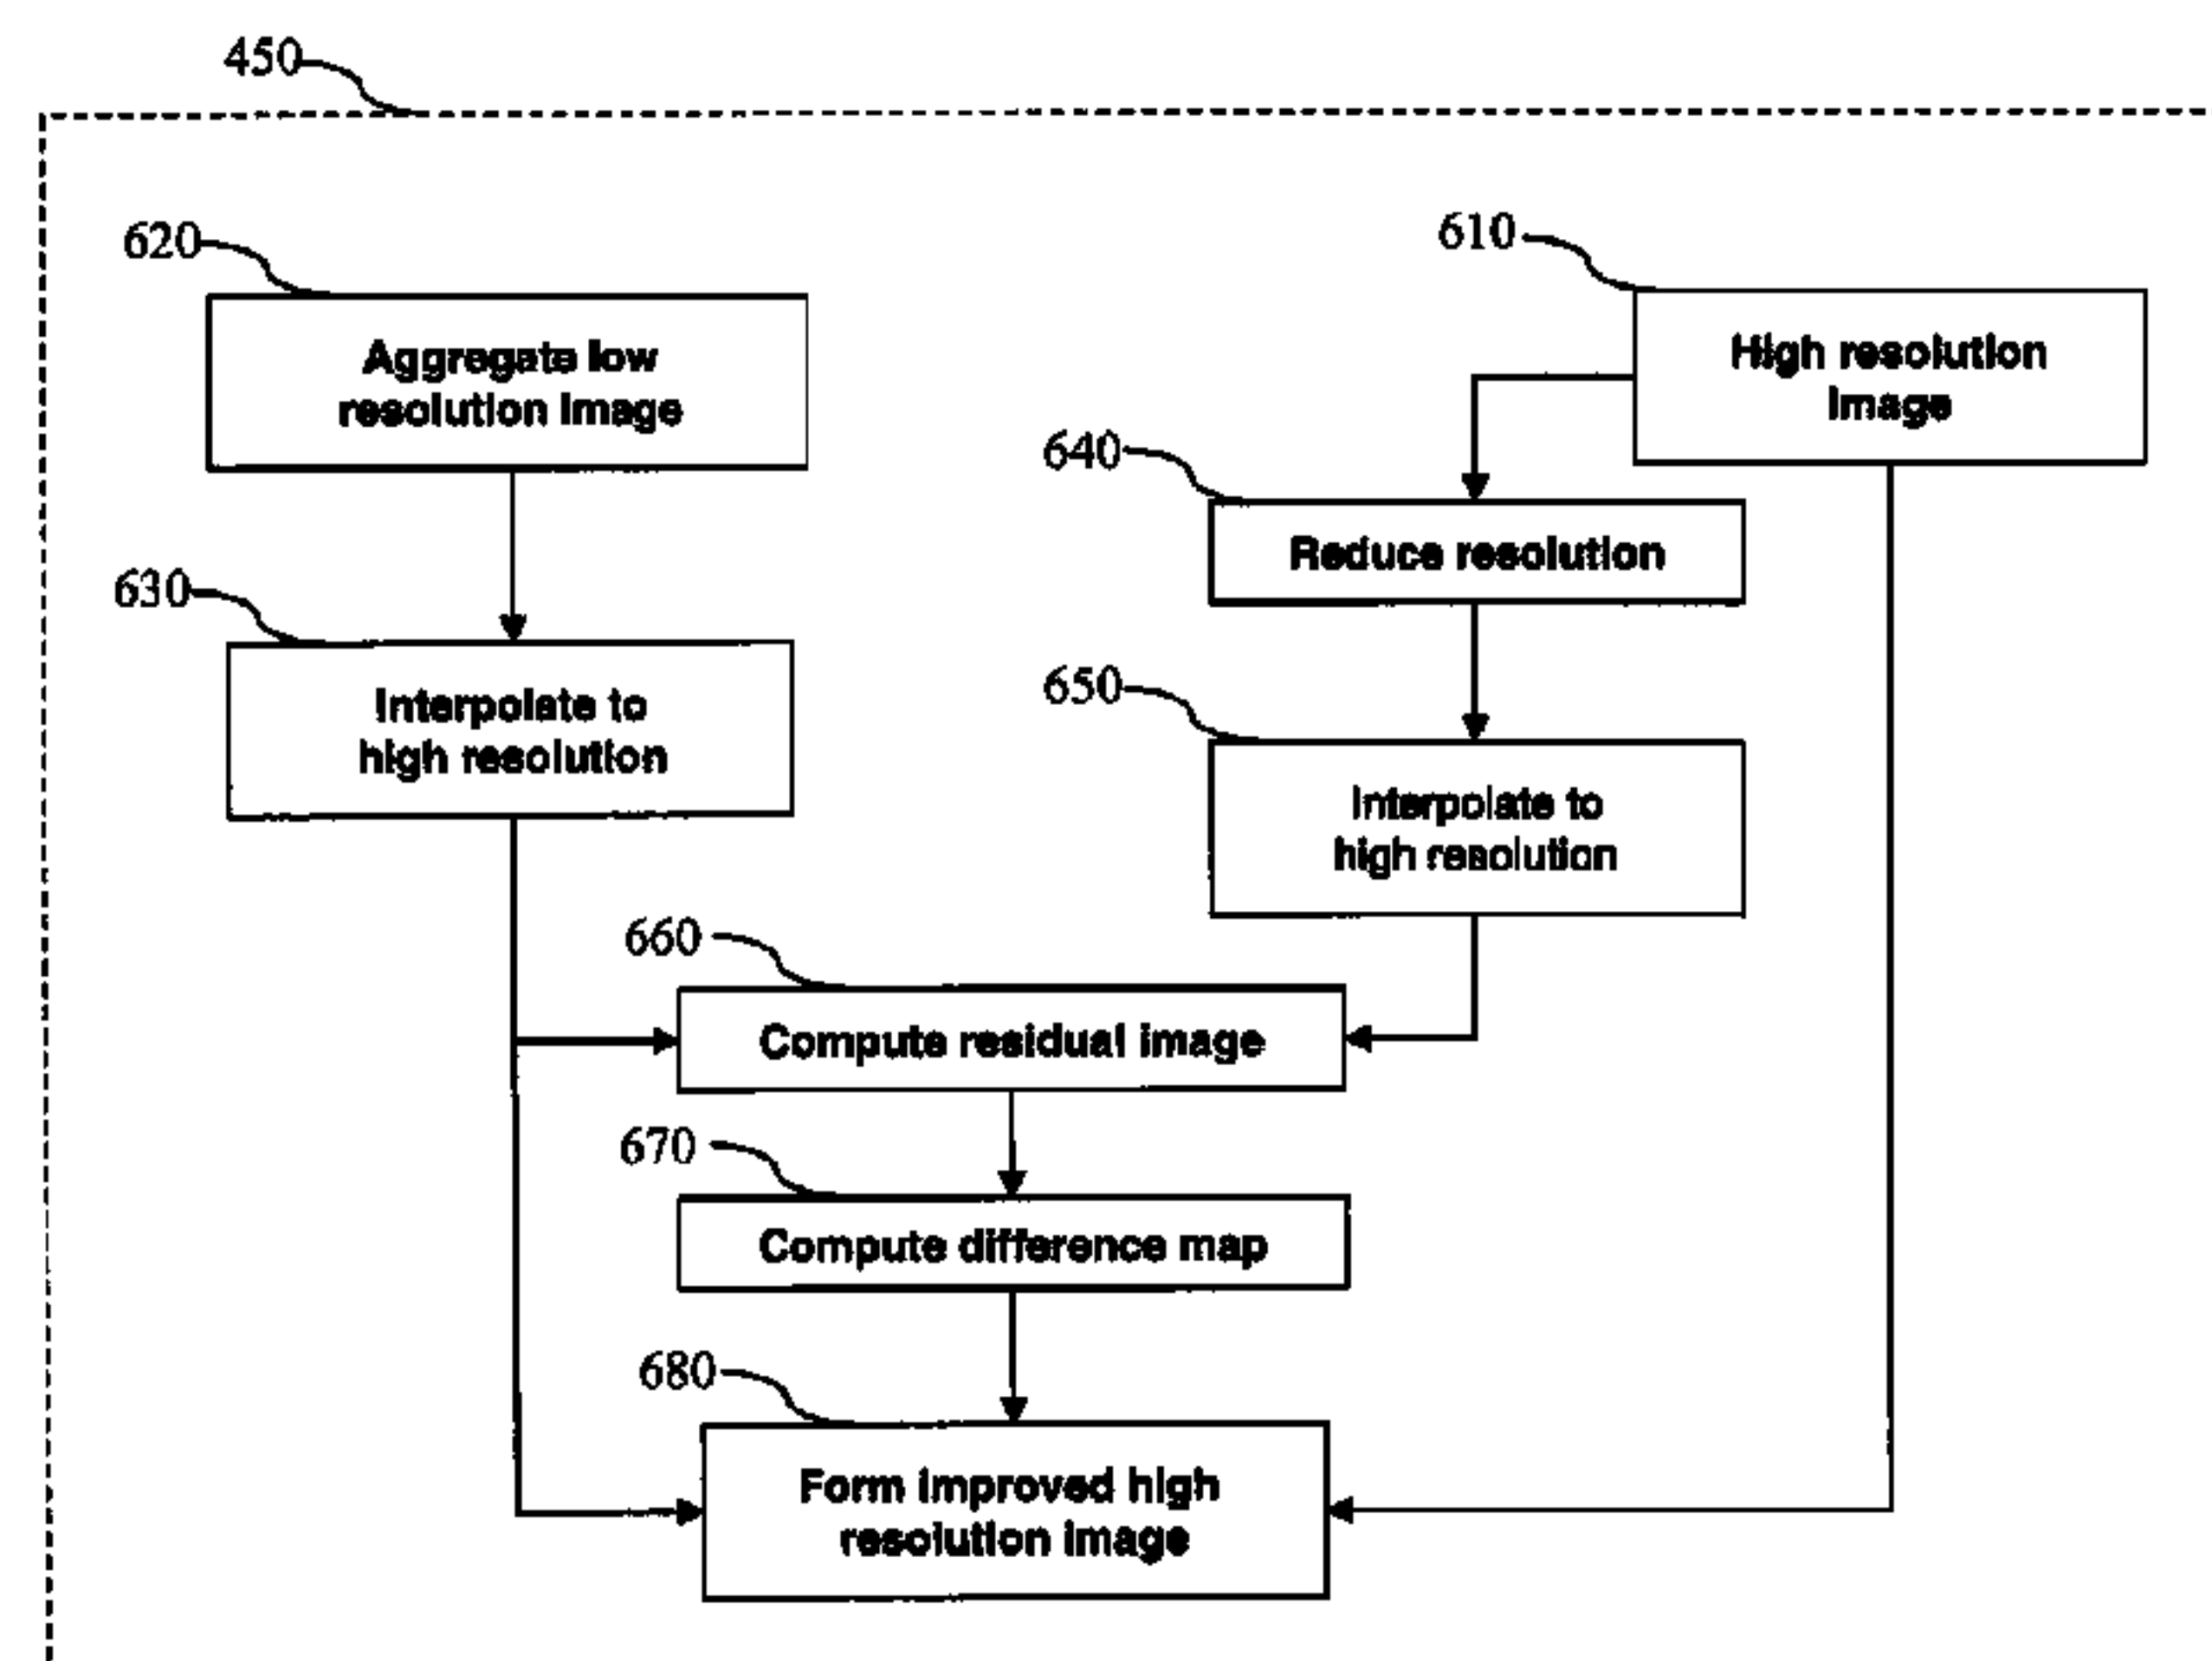 450
620
610
Aggregate low
resolution image
High resolution
image
640
Reduce resolution
630
Interpolate to
high resolution
650
Interpolate to
high resolution
660
Compute residual image
670
Compute difference map
680
Form improved high
resolution image